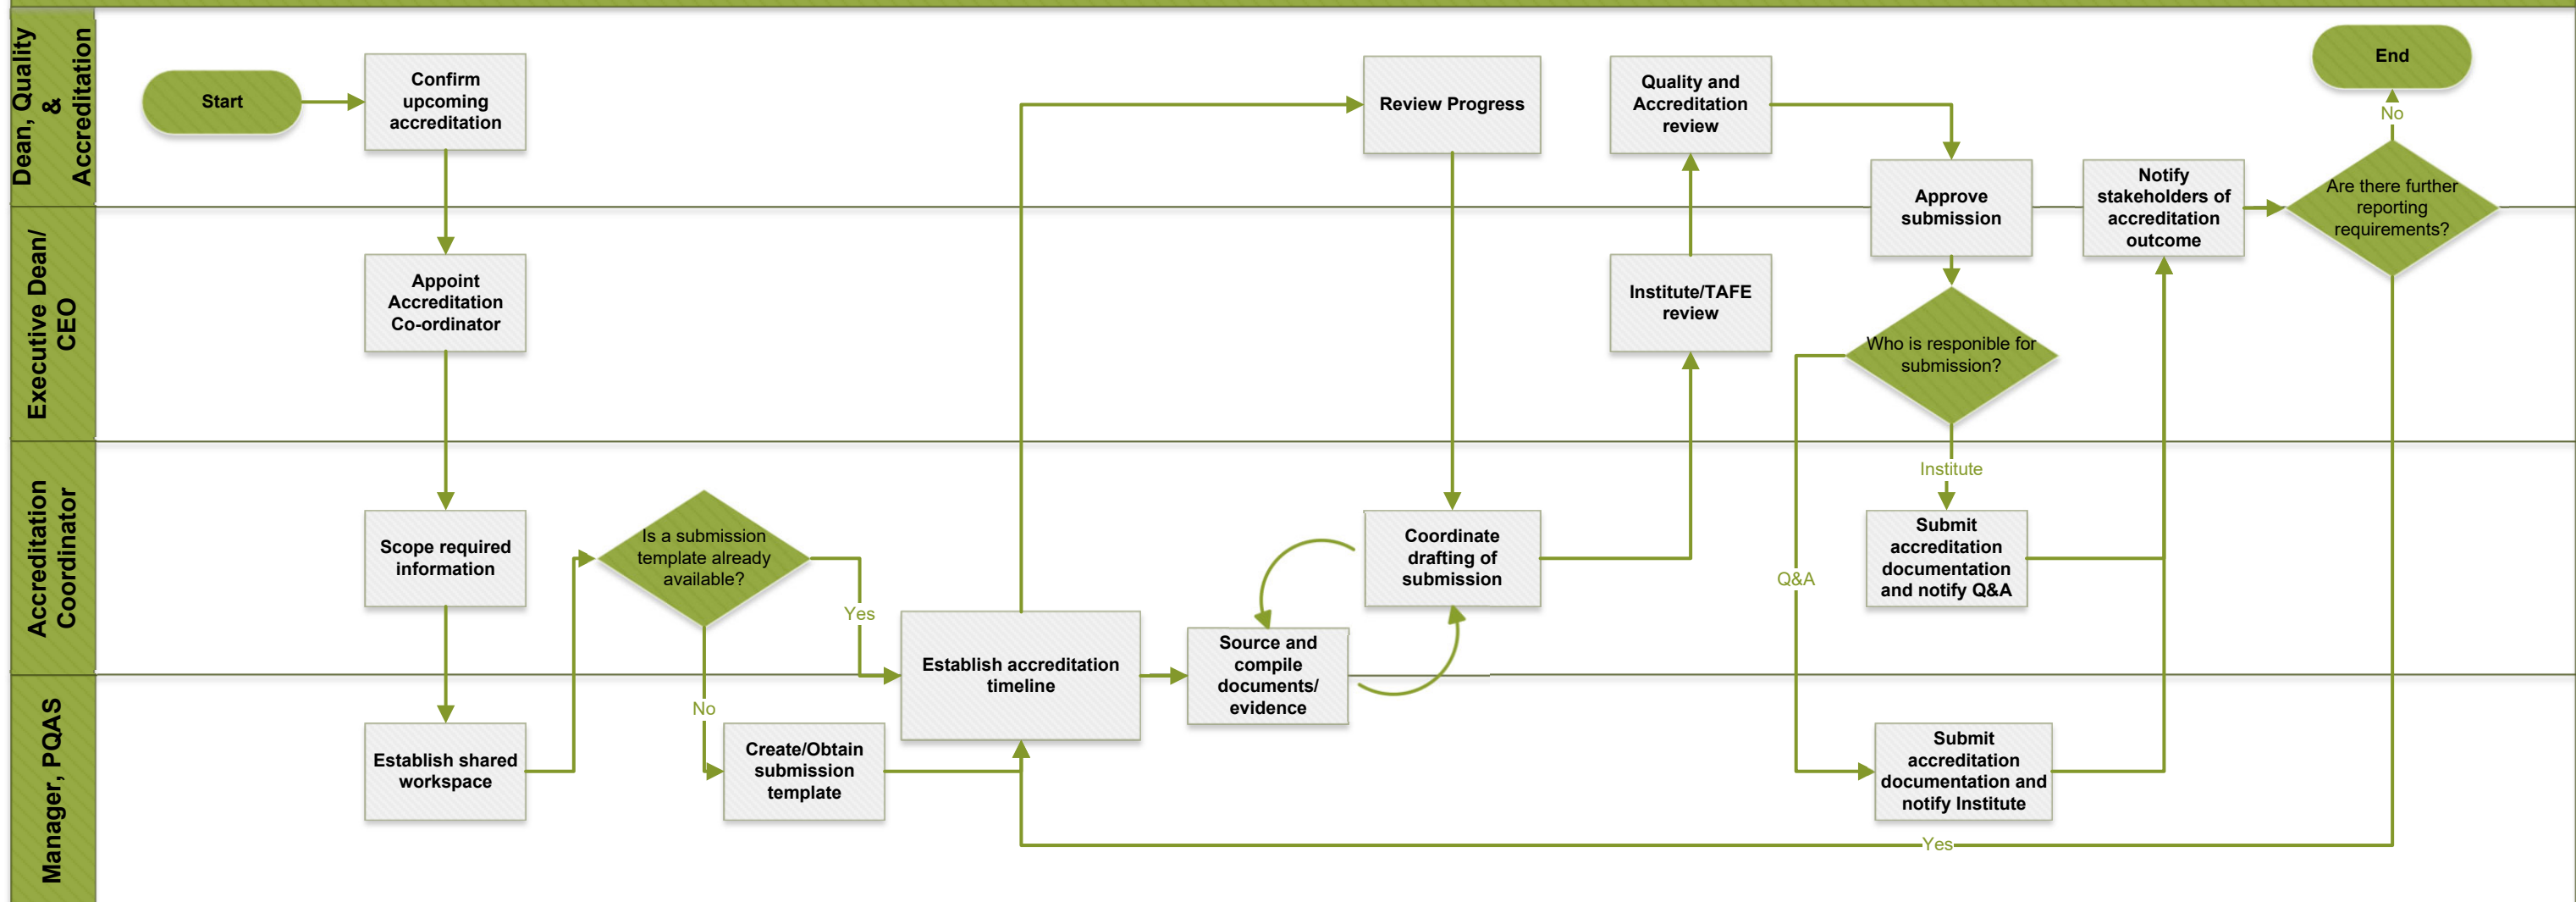 Dean, Quality
&
Accreditation
Start
Confirm
upcoming
accreditation
Review Progress
Quality and
Accreditation
review
Approve
submission
Notify
stakeholders of
accreditation
outcome
End
No
Are there further
reporting
requirements?
Executive Dean/
CEO
Appoint
Accreditation
Co-ordinator
Institute/TAFE
review
Who is responible for
submission?
Accreditation
Coordinator
Scope required
information
Is a submission
template already
available?
Yes
Coordinate
drafting of
submission
Institute
Submit
accreditation
documentation
and notify Q&A
Q&A
Establish accreditation
timeline
Source and
compile
documents/
evidence
Manager, PQAS
Establish shared
workspace
No
Create/Obtain
submission
template
Submit
accreditation
documentation and
notify Institute
Yes